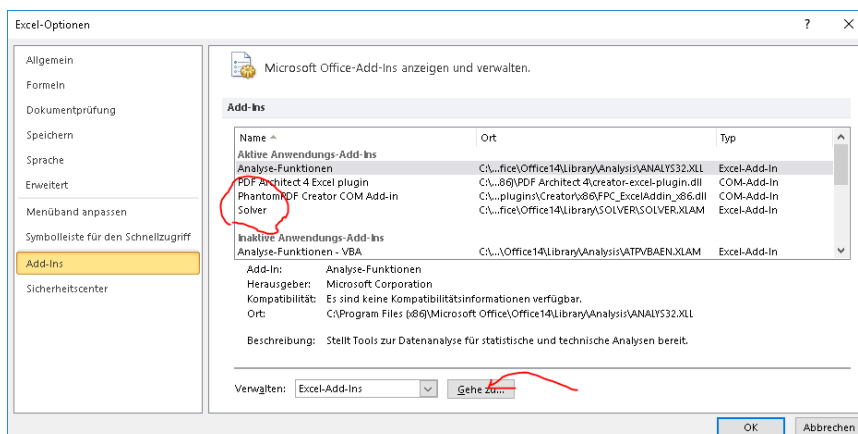 Excel-Optionen ? X
Allgemein
Formeln
Dokumentprüfung
Speichern
Sprache
Erweitert
Menüband anpassen
Symbolleiste für den Schnellzugriff
Add-Ins
Sicherheitscenter
Microsoft Office-Add-Ins anzeigen und verwalten.
Add-Ins
Name Ort Typ
Aktive Anwendungs-Add-Ins
Analyse-Funktionen C:\...fice\Office14\Library\Analysis\ANALYS32.XLL Excel-Add-In
PDF Architect 4 Excel plugin C:\...86)\PDF Architect 4\creator-excel-plugin.dll COM-Add-In
PhantomPDF Creator COM Add-in C:\...plugins\Creator\x86\FPC_ExcelAddin_x86.dll COM-Add-In
Solver C:\...fice\Office14\Library\SOLVER\SOLVER.XLAM Excel-Add-In
Inaktive Anwendungs-Add-Ins
Analyse-Funktionen - VBA C:\...\Office14\Library\Analysis\ATPVBAEN.XLAM Excel-Add-In
Add-In: Analyse-Funktionen
Herausgeber: Microsoft Corporation
Kompatibilität: Es sind keine Kompatibilitätsinformationen verfügbar.
Ort: C:\Program Files (x86)\Microsoft Office\Office14\Library\Analysis\ANALYS32.XLL
Beschreibung: Stellt Tools zur Datenanalyse für statistische und technische Analysen bereit.
Verwalten: Excel-Add-Ins Gehe zu...
OK Abbrechen